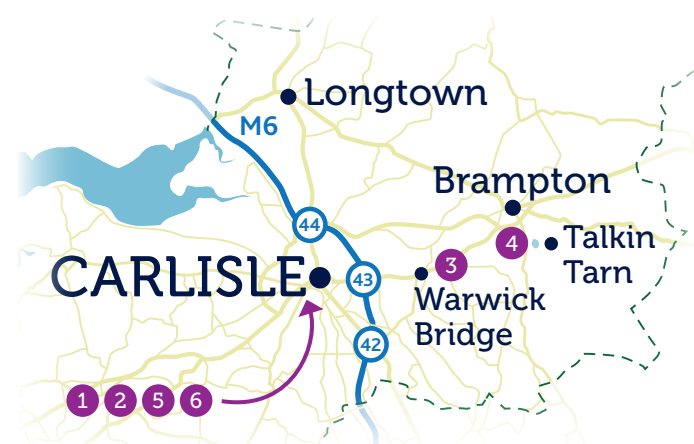 Longtown
M6
Brampton
44
4
Talkin
Tarn
CARLISLE
43
3
Warwick
Bridge
42
1 2 5 6